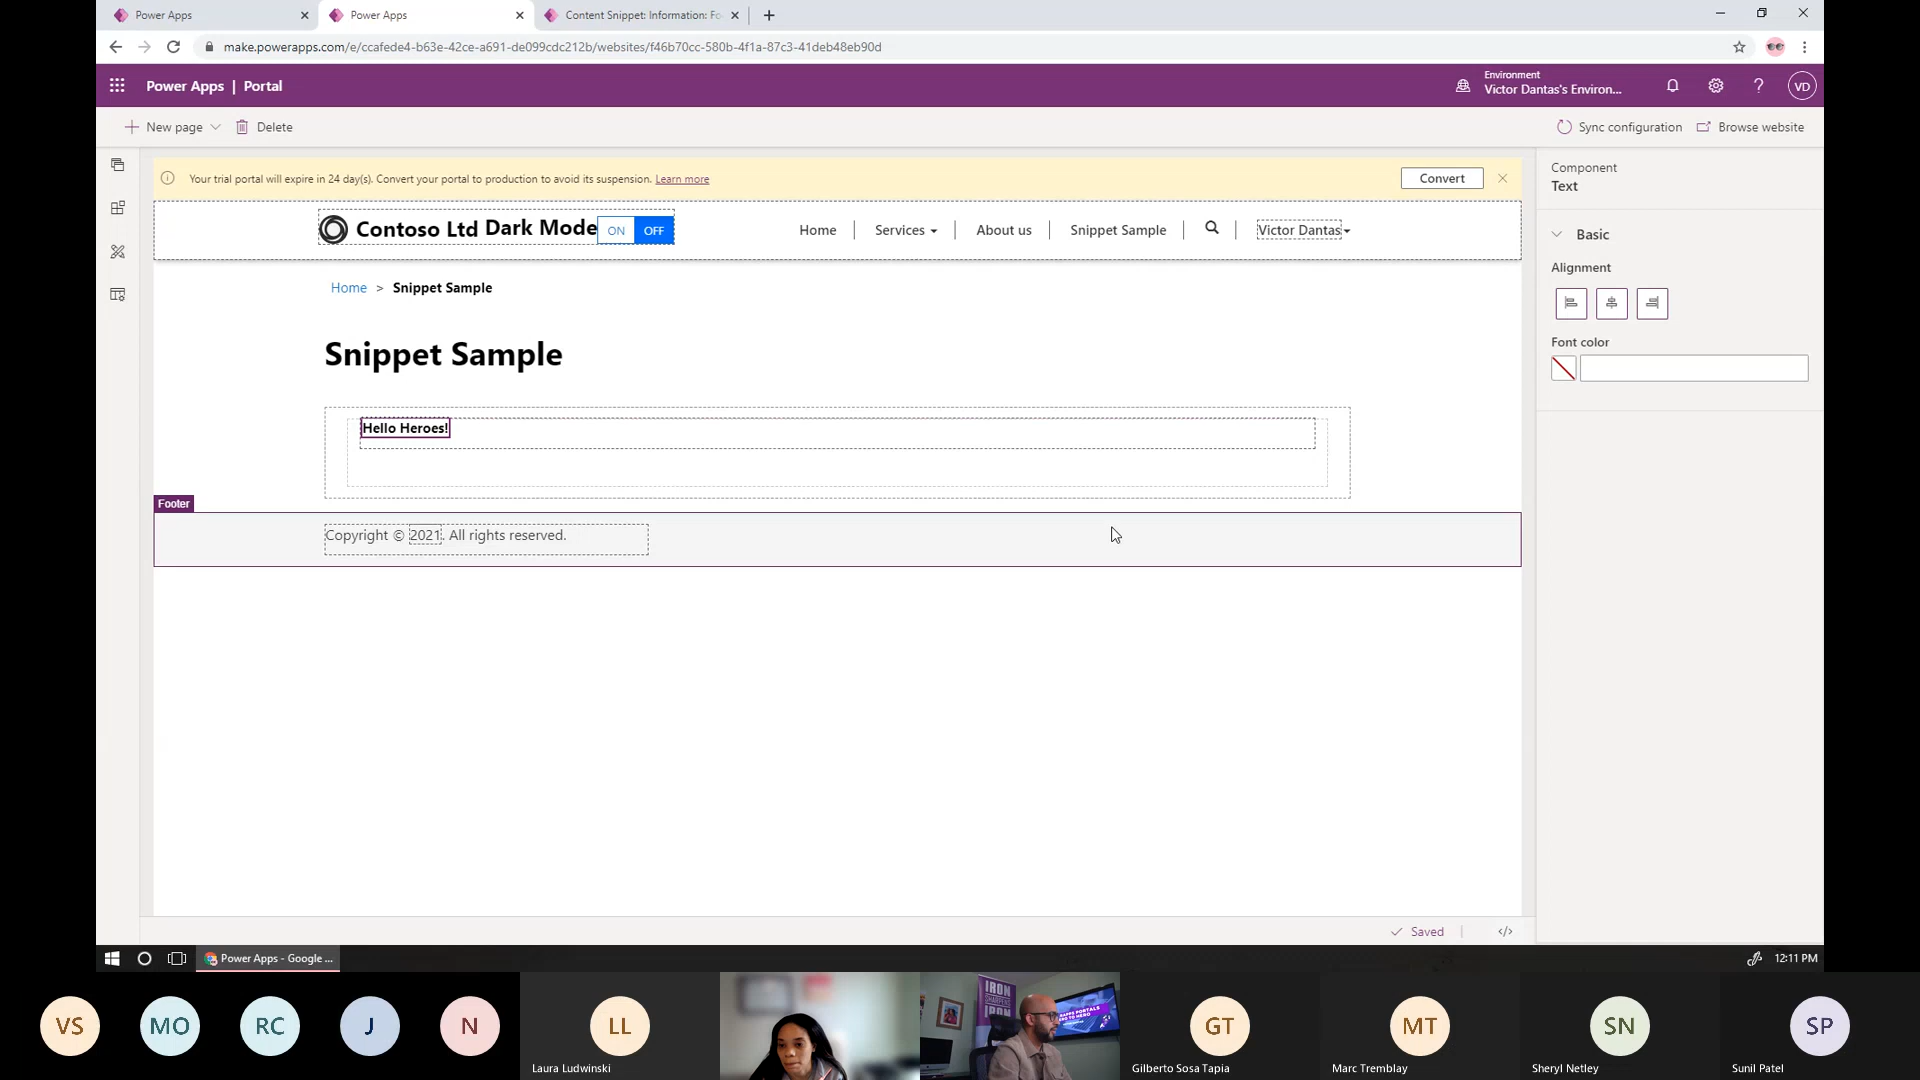 Power Apps
Power Apps
Content Snippet: Information: Fo
make.powerapps.com/e/ccafede4-b63e-42ce-a691-de099cdc212b/websites/f46b70cc-580b-4f1a-87c3-41deb48eb90d
Power Apps | Portal
Environment
Victor Dantas's Environ...
VD
New page
Delete
Sync configuration
Browse website
Your trial portal will expire in 24 day(s). Convert your portal to production to avoid its suspension. Learn more
Convert
Component
Text
Contoso Ltd Dark Mode ON OFF
Home
Services
About us
Snippet Sample
Victor Dantas
Basic
Alignment
Font color
Home > Snippet Sample
Snippet Sample
Hello Heroes!
Footer
Copyright © 2021. All rights reserved.
Saved
</>
Power Apps - Google ...
12:11 PM
VS
MO
RC
J
N
LL
Laura Ludwinski
IRON
SHARPENS
IRON
GT
Gilberto Sosa Tapia
MT
Marc Tremblay
SN
Sheryl Netley
SP
Sunil Patel